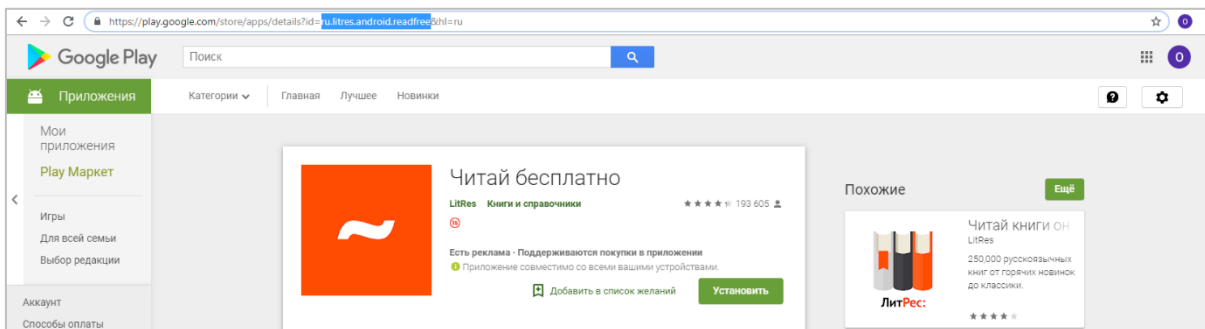 https://play.google.com/store/apps/details?id=ru.litres.android.readfree&hl=ru
O
Google Play
Поиск
O
Приложения
Категории
Главная
Лучшее
Новинки
Мои
приложения
Play Маркет
Игры
Для всей семьи
Выбор редакции
Аккаунт
Способы оплаты
Читай бесплатно
LitRes Книги и справочники
193 605
16
Есть реклама · Поддерживаются покупки в приложении
Приложение совместимо со всеми вашими устройствами.
Добавить в список желаний
Установить
Похожие
Ещё
Читай книги он
LitRes
250,000 русскоязычных
книг от горячих новинок
до классики.
ЛитРес: